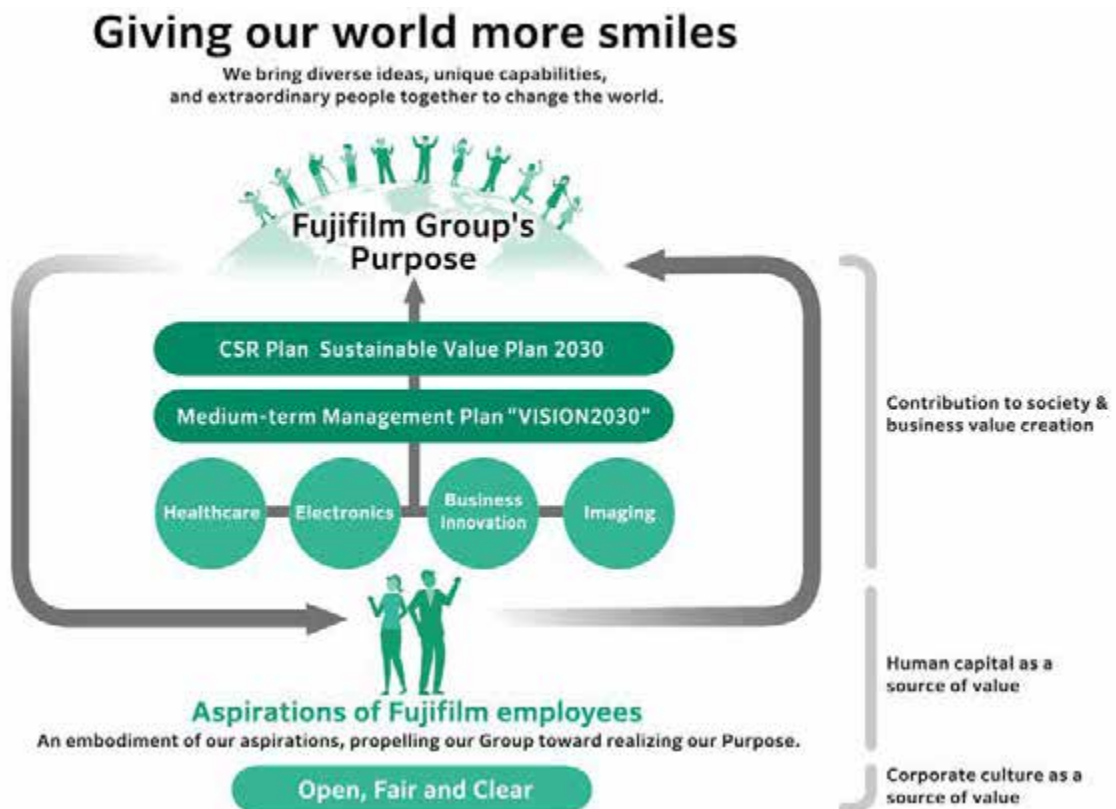 Giving our world more smiles
We bring diverse ideas, unique capabilities,
and extraordinary people together to change the world.
Fujifilm Group's
Purpose
CSR Plan Sustainable Value Plan 2030
Medium-term Management Plan “VISION2030”
Healthcare
Electronics
Business
Innovation
Imaging
Contribution to society &
business value creation
Human capital as a
source of value
Aspirations of Fujifilm employees
An embodiment of our aspirations, propelling our Group toward realizing our Purpose.
Open, Fair and Clear
Corporate culture as a
source of value